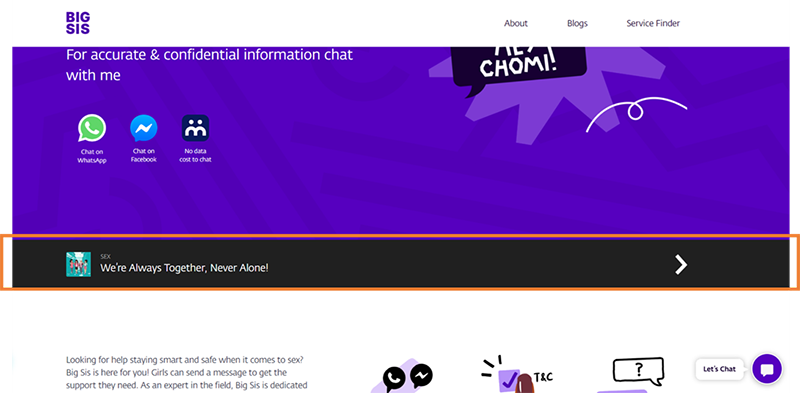 BIG
SIS
About
Blogs
Service Finder
For accurate & confidential information chat
with me
CHOMI!
Chat on
WhatsApp
Chat on
Facebook
No data
cost to chat
SEX
We're Always Together, Never Alone!
Looking for help staying smart and safe when it comes to sex?
Big Sis is here for you! Girls can send a message to get the
support they need. As an expert in the field, Big Sis is dedicated
T&C
?
Let's Chat